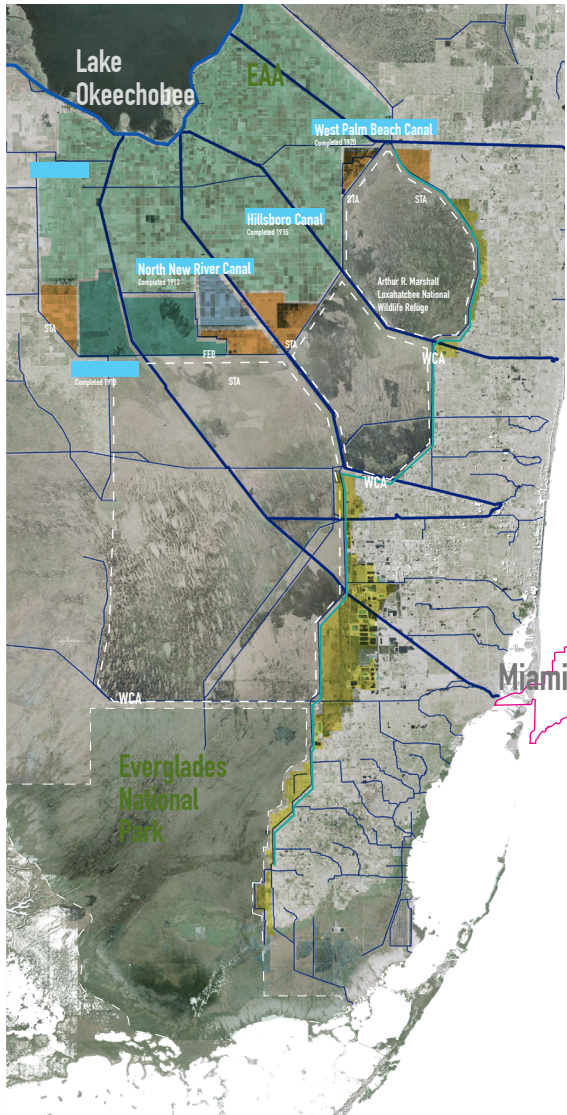 Lake
Okeechobee
EAA
West Palm Beach Canal
Completed 1920
STA
STA
Hillsboro Canal
Completed 1915
North New River Canal
Completed 1913
Arthur R. Marshall
Loxahatchee National
Wildlife Refuge
STA
STA
FEB
WCA
STA
Completed 1913
WCA
Miami
WCA
Everglades
National
Park